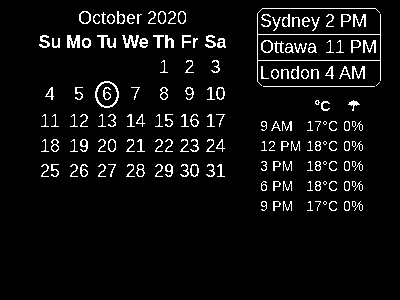 October 2020
Su Mo Tu We Th Fr Sa
1 2 3
4 5 6 7 8 9 10
11 12 13 14 15 16 17
18 19 20 21 22 23 24
25 26 27 28 29 30 31
Sydney 2 PM
Ottawa 11 PM
London 4 AM
°C ☂
9 AM 17°C 0%
12 PM 18°C 0%
3 PM 18°C 0%
6 PM 18°C 0%
9 PM 17°C 0%